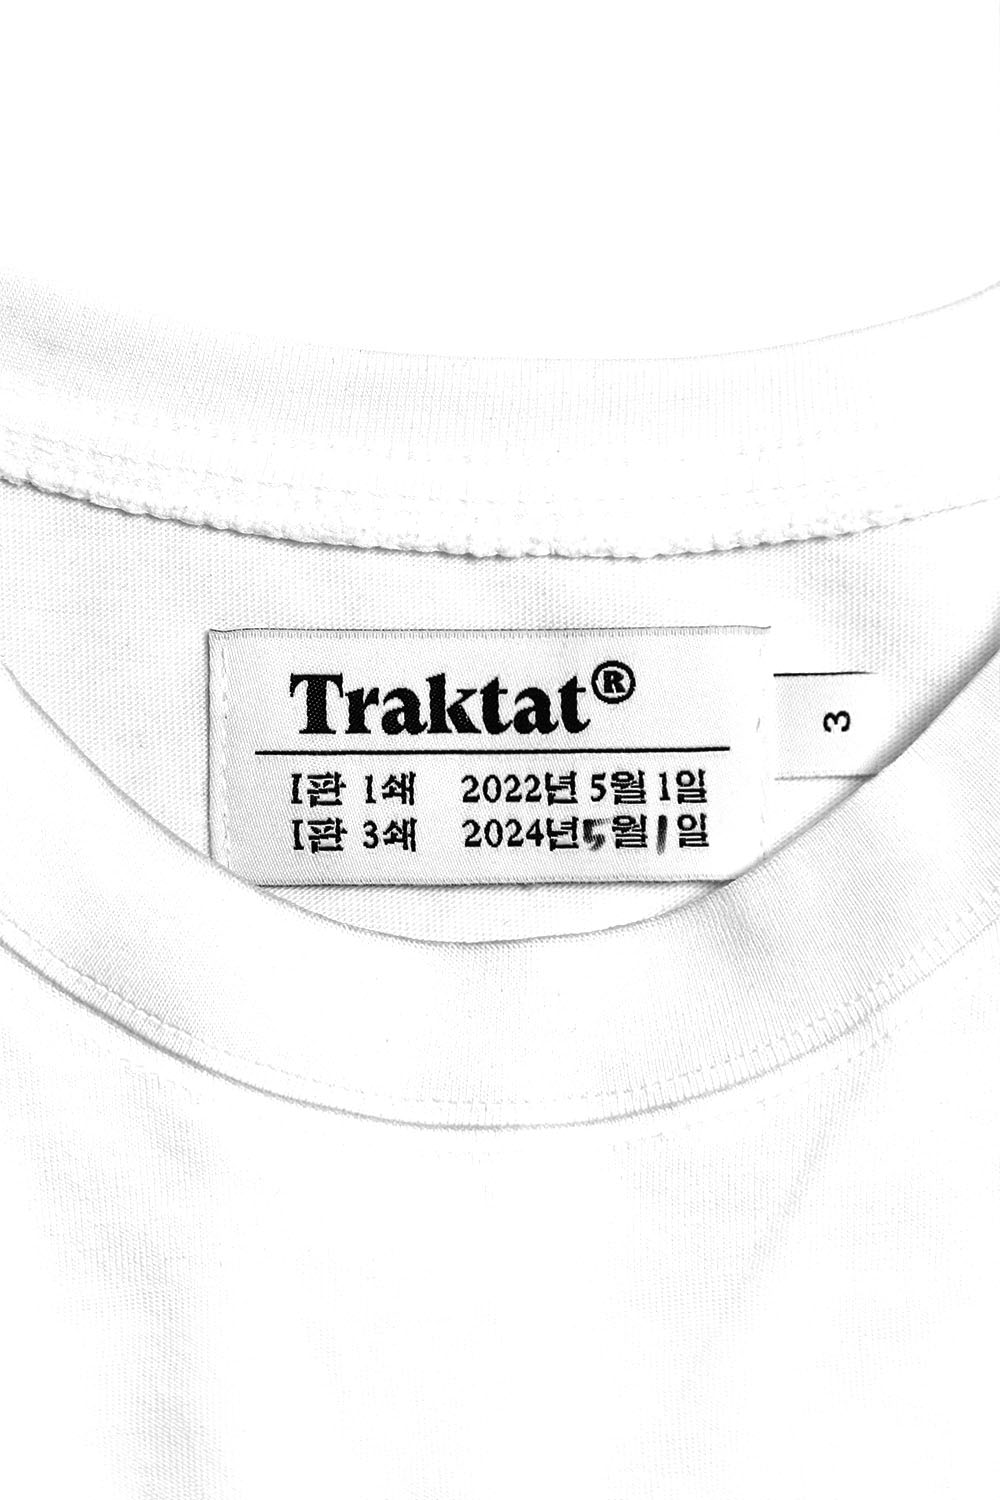 Traktat®
I판 1쇄 2022년 5월 1일
I판 3쇄 2024년 5월 1일
3